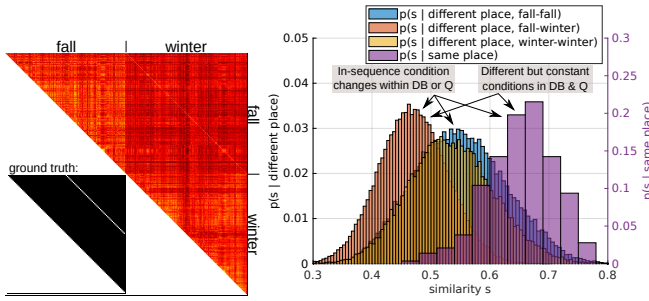 fall | winter
fall
|
winter
ground truth:
p(s | different place, fall-fall)
p(s | different place, fall-winter)
p(s | different place, winter-winter)
p(s | same place)
In-sequence condition
changes within DB or Q
Different but constant
conditions in DB & Q
p(s | different place)
0.05
0.04
0.03
0.02
0.01
0
0.3 0.4 0.5 0.6 0.7 0.8
similarity s
0.3
0.25
0.2
0.15
0.1
0.05
0
p(s | same place)